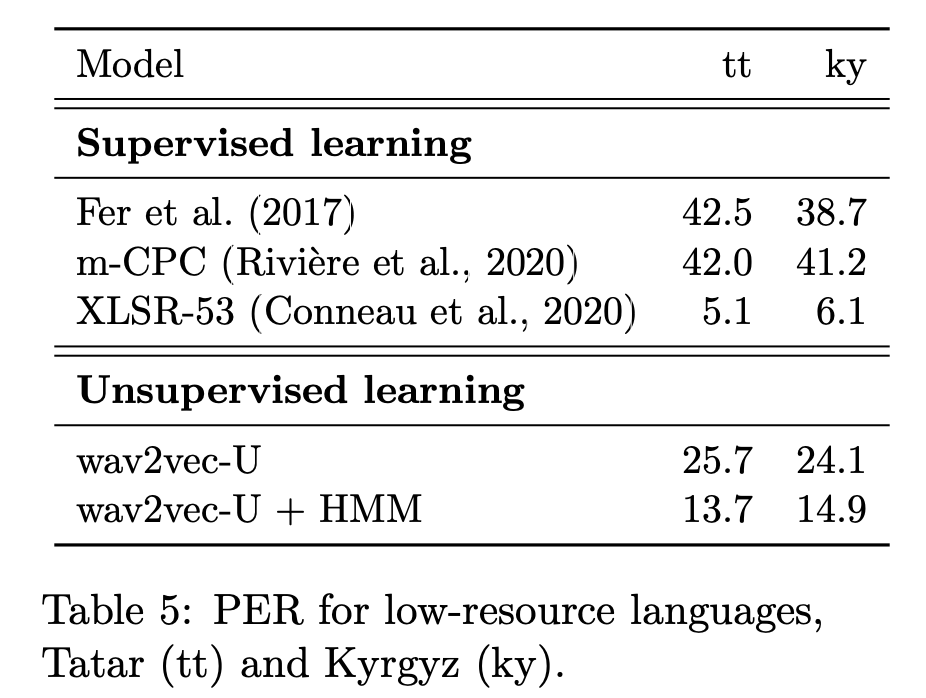 Model tt ky
Supervised learning
Fer et al. (2017) 42.5 38.7
m-CPC (Rivière et al., 2020) 42.0 41.2
XLSR-53 (Conneau et al., 2020) 5.1 6.1
Unsupervised learning
wav2vec-U 25.7 24.1
wav2vec-U + HMM 13.7 14.9
Table 5: PER for low-resource languages,
Tatar (tt) and Kyrgyz (ky).